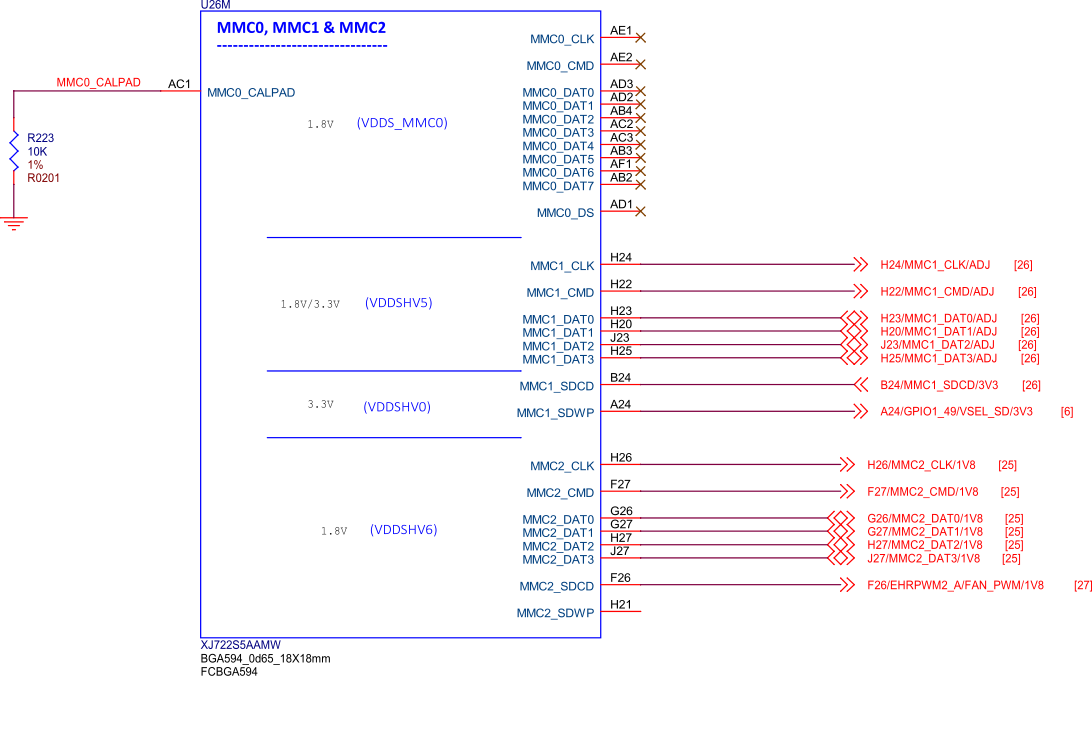 U26M
MMC0, MMC1 & MMC2
--------------------------------
MMC0_CALPAD
AC1
MMC0_CALPAD
R223
10K
1%
R0201
1.8V (VDDS_MMC0)
MMC0_CLK AE1
MMC0_CMD AE2
MMC0_DAT0 AD3
MMC0_DAT1 AD2
MMC0_DAT2 AB4
MMC0_DAT3 AC2
MMC0_DAT4 AC3
MMC0_DAT5 AB3
MMC0_DAT6 AF1
MMC0_DAT7 AB2
MMC0_DS AD1
1.8V/3.3V (VDDSHV5)
MMC1_CLK H24 H24/MMC1_CLK/ADJ [26]
MMC1_CMD H22 H22/MMC1_CMD/ADJ [26]
MMC1_DAT0 H23 H23/MMC1_DAT0/ADJ [26]
MMC1_DAT1 H20 H20/MMC1_DAT1/ADJ [26]
MMC1_DAT2 J23 J23/MMC1_DAT2/ADJ [26]
MMC1_DAT3 H25 H25/MMC1_DAT3/ADJ [26]
3.3V (VDDSHV0)
MMC1_SDCD B24 B24/MMC1_SDCD/3V3 [26]
MMC1_SDWP A24 A24/GPIO1_49/VSEL_SD/3V3 [6]
1.8V (VDDSHV6)
MMC2_CLK H26 H26/MMC2_CLK/1V8 [25]
MMC2_CMD F27 F27/MMC2_CMD/1V8 [25]
MMC2_DAT0 G26 G26/MMC2_DAT0/1V8 [25]
MMC2_DAT1 G27 G27/MMC2_DAT1/1V8 [25]
MMC2_DAT2 H27 H27/MMC2_DAT2/1V8 [25]
MMC2_DAT3 J27 J27/MMC2_DAT3/1V8 [25]
MMC2_SDCD F26 F26/EHRPWM2_A/FAN_PWM/1V8 [27]
MMC2_SDWP H21
XJ722S5AAMW
BGA594_0d65_18X18mm
FCBGA594